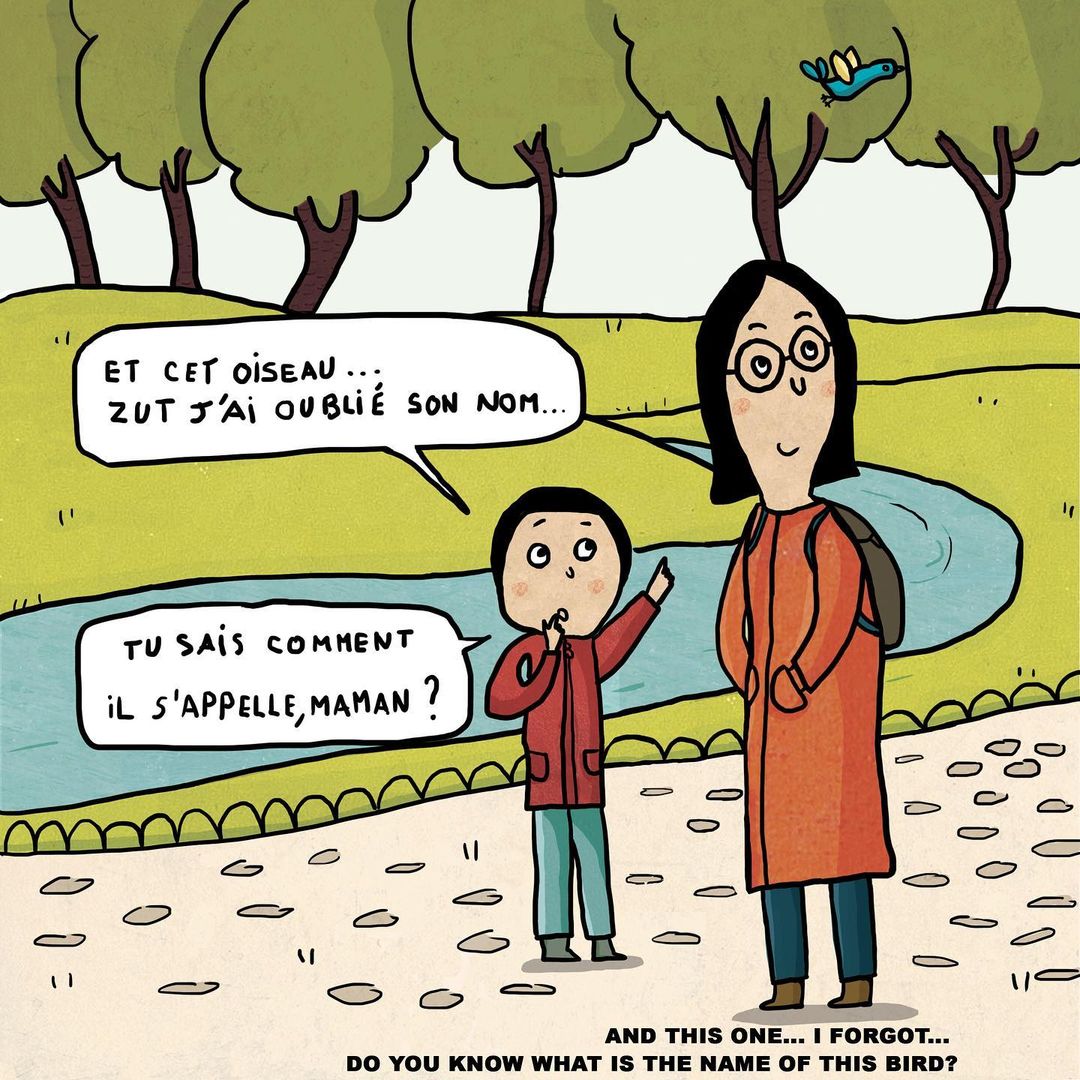 ET CET OISEAU...
ZUT J'AI OUBLIÉ SON NOM...
TU SAIS COMMENT
IL S'APPELLE, MAMAN ?
AND THIS ONE... I FORGOT...
DO YOU KNOW WHAT IS THE NAME OF THIS BIRD?